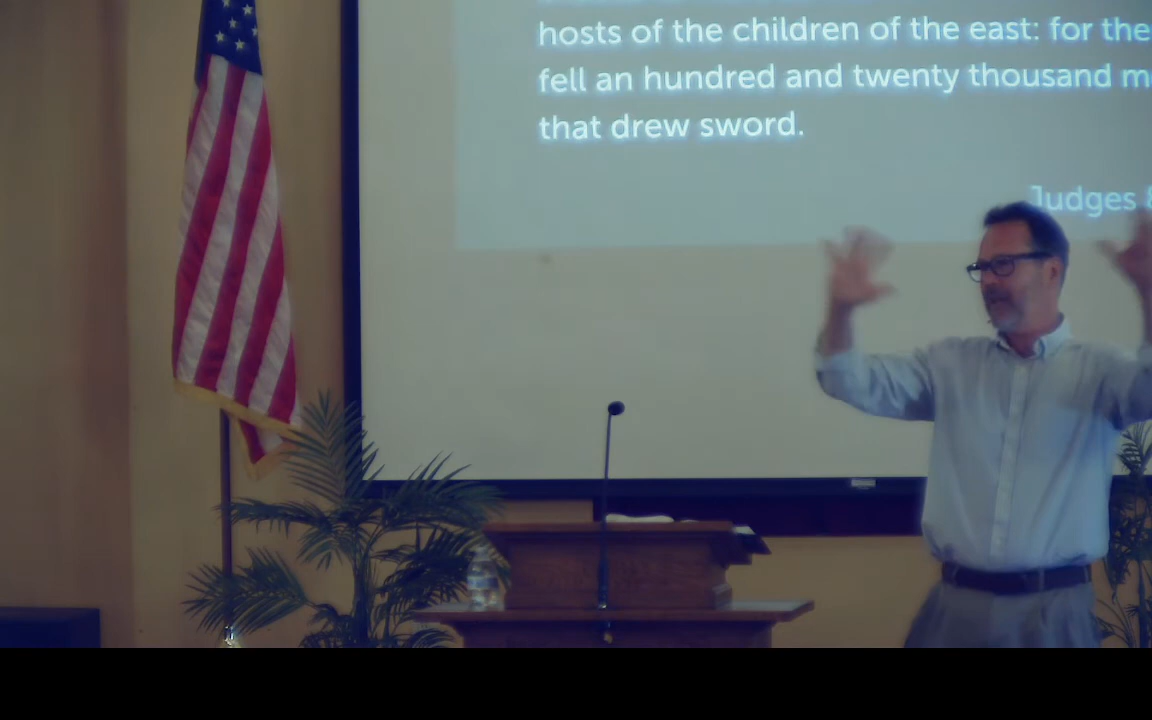 hosts of the children of the east: for the
fell an hundred and twenty thousand m
that drew sword.
Judges 8